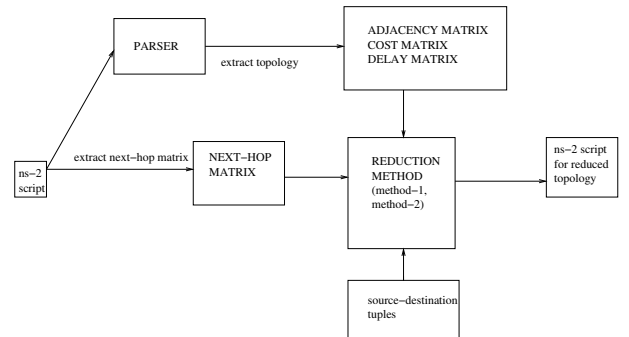 PARSER
extract topology
ADJACENCY MATRIX
COST MATRIX
DELAY MATRIX
ns-2
script
extract next-hop matrix
NEXT-HOP
MATRIX
REDUCTION
METHOD
(method-1,
method-2)
ns-2 script
for reduced
topology
source-destination
tuples